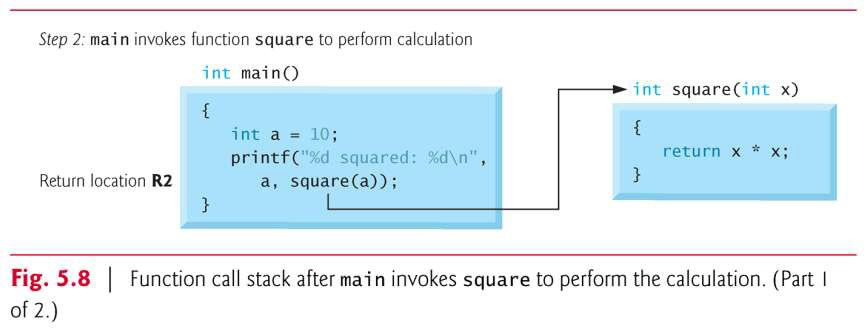 Step 2: main invokes function square to perform calculation
int main()
{
int a = 10;
printf("%d squared: %d\n",
a, square(a));
}
Return location R2
int square(int x)
{
return x * x;
}
Fig. 5.8 | Function call stack after main invokes square to perform the calculation. (Part 1
of 2.)